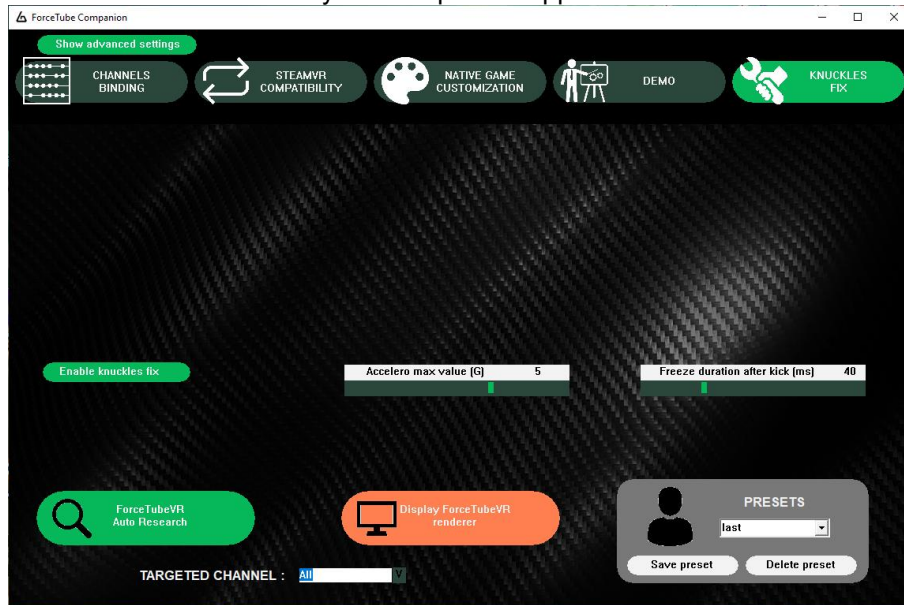 ForceTube Companion
Show advanced settings
CHANNELS
BINDING
STEAMVR
COMPATIBILITY
NATIVE GAME
CUSTOMIZATION
DEMO
KNUCKLES
FIX
Enable knuckles fix
Accelero max value (G) 5
Freeze duration after kick (ms) 40
ForceTubeVR
Auto Research
Display ForceTubeVR
renderer
PRESETS
last
Save preset Delete preset
TARGETED CHANNEL : All V